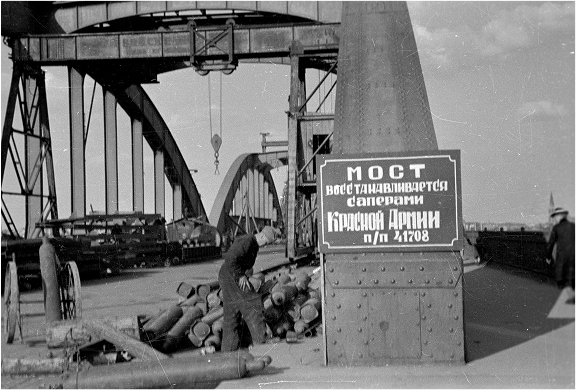 МОСТ
ВОССТАНАВЛИВАЕТСЯ
САПЕРАМИ
КРАСНОЙ АРМИИ
П/П 41708